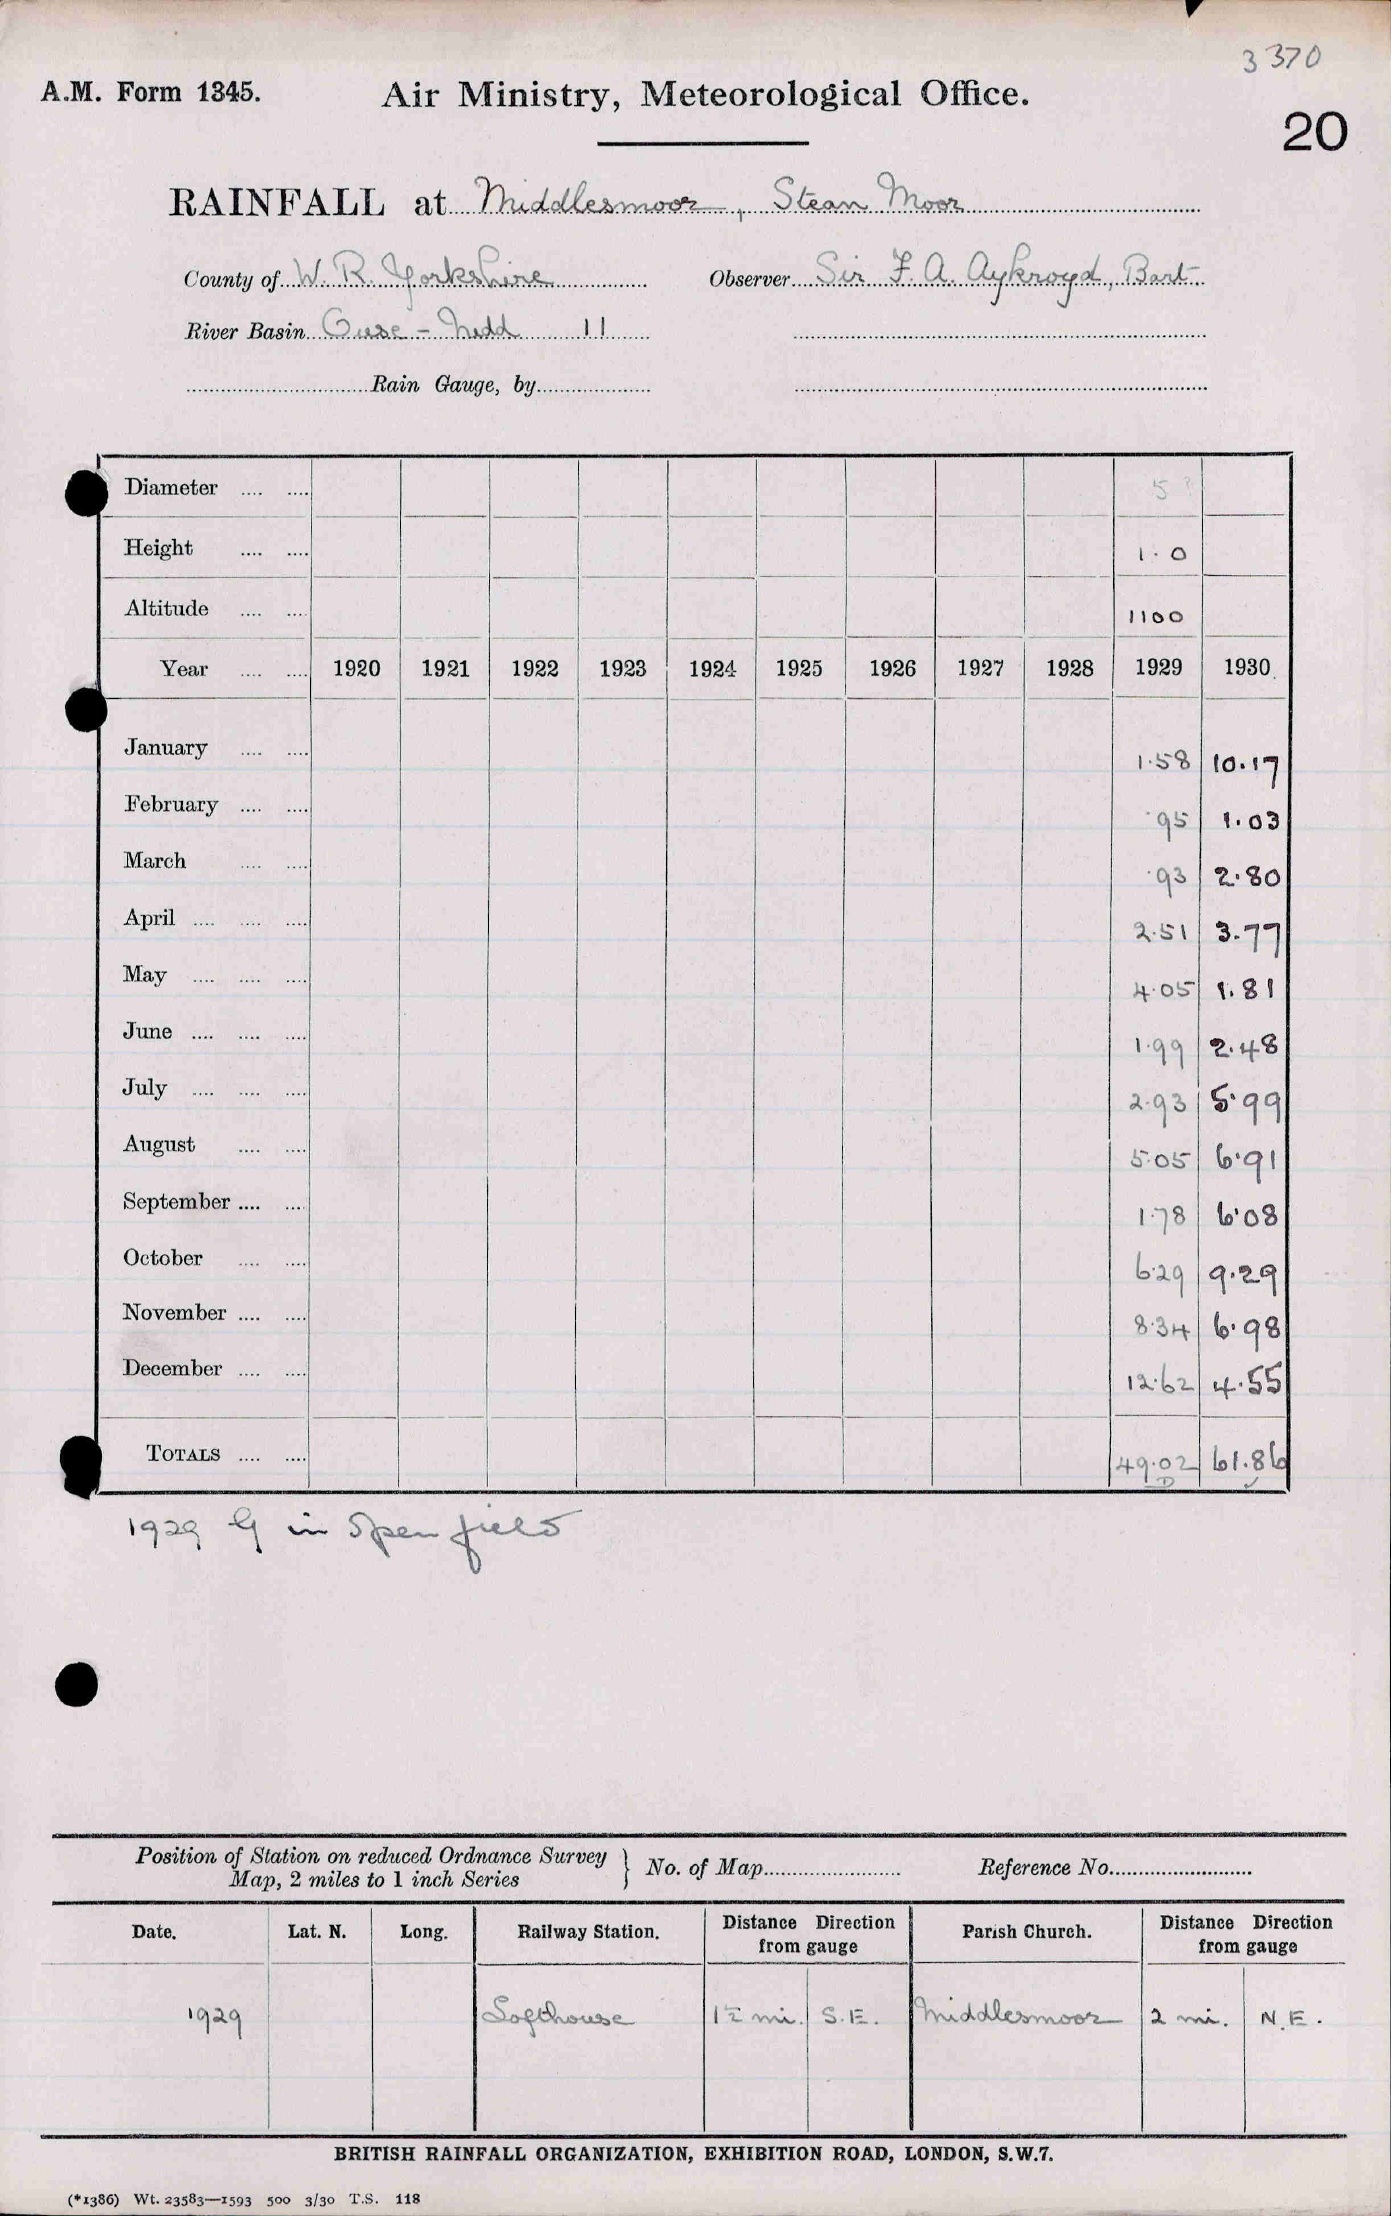 3370
A.M. Form 1345. Air Ministry, Meteorological Office.
20
RAINFALL at Middlesmoor, Stean Moor
County of W. R. Yorkshire Observer Sir F. A. Aykroyd, Bart
River Basin Ouse - Nidd 11
Rain Gauge, by
Diameter 5 ?
Height 1.0
Altitude 1100
Year 1920 1921 1922 1923 1924 1925 1926 1927 1928 1929 1930
January 1.58 10.17
February .95 1.03
March .93 2.80
April 2.51 3.77
May 4.05 1.81
June 1.99 2.48
July 2.93 5.99
August 5.05 6.91
September 1.78 6.08
October 6.29 9.29
November 8.34 6.98
December 12.62 4.55
TOTALS 49.02 61.86
D ✓
1929 G in open field
Position of Station on reduced Ordnance Survey
Map, 2 miles to 1 inch Series } No. of Map Reference No.
Date. Lat. N. Long. Railway Station. Distance Direction from gauge Parish Church. Distance Direction from gauge
1929 Lofthouse 1½ mi. S.E. Middlesmoor 2 mi. N.E.
BRITISH RAINFALL ORGANIZATION, EXHIBITION ROAD, LONDON, S.W.7.
(*1386) Wt. 23583—1593 500 3/30 T.S. 118